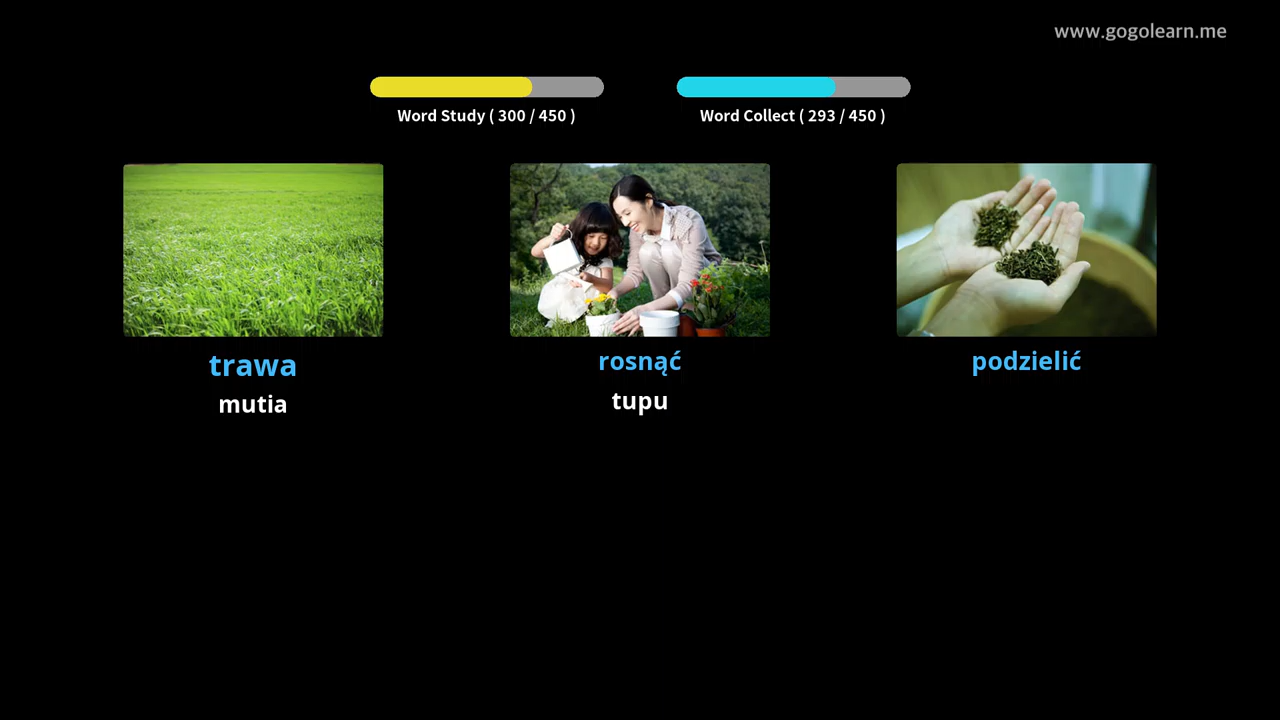 www.gogolearn.me
Word Study ( 300 / 450 )
Word Collect ( 293 / 450 )
trawa
rosnąć
podzielić
mutia
tupu